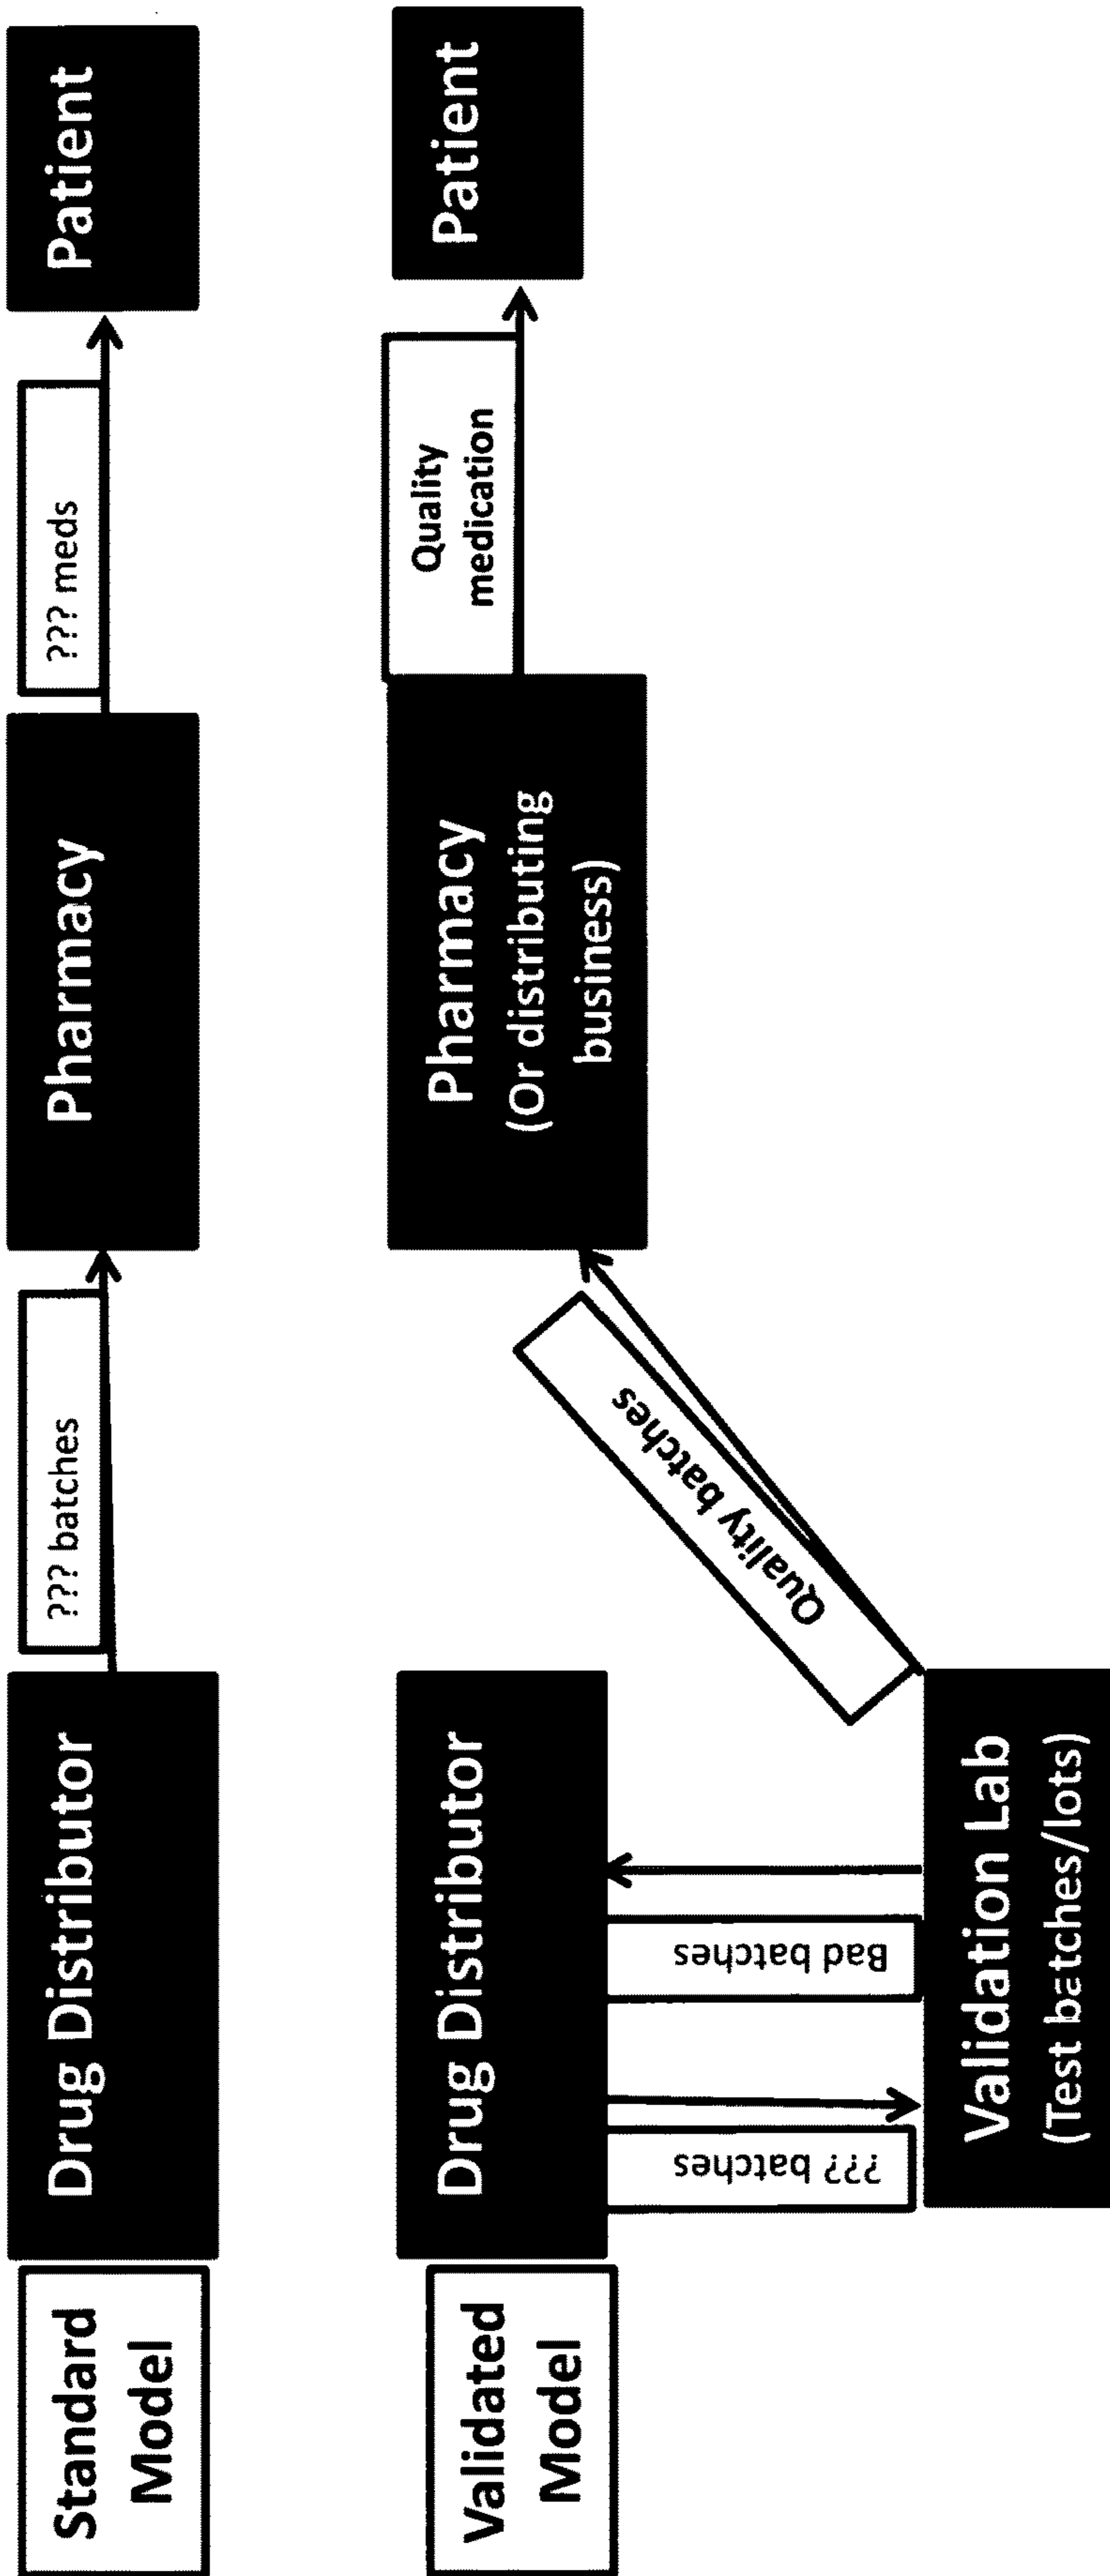 Standard
Model
Drug Distributor
??? batches
Pharmacy
??? meds
Patient
Validated
Model
Drug Distributor
??? batches
Bad batches
Validation Lab
(Test batches/lots)
Quality batches
Pharmacy
(Or distributing
business)
Quality
medication
Patient